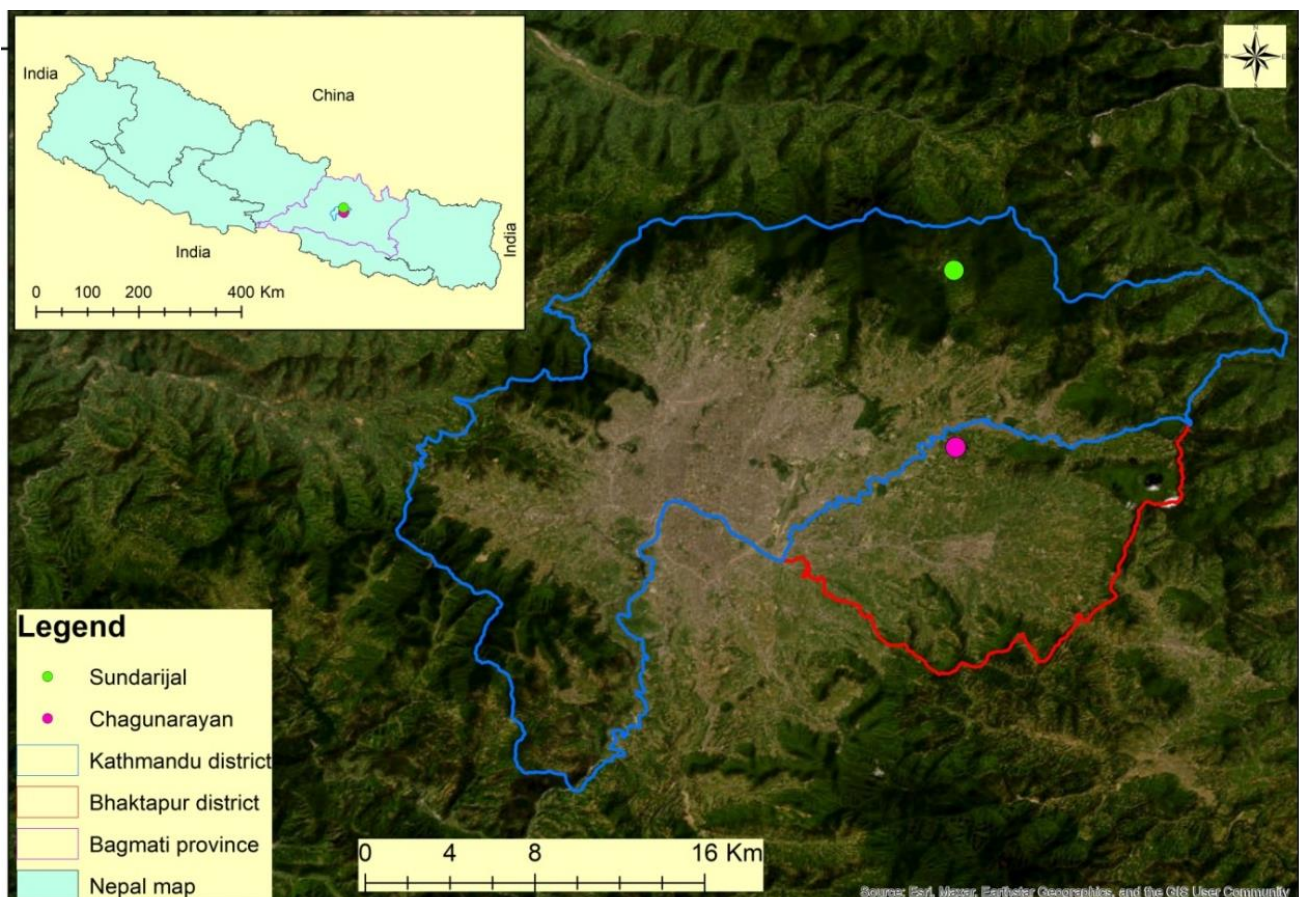 India
China
India
India
0 100 200 400 Km
N
W E
S
Legend
Sundarijal
Chagunarayan
Kathmandu district
Bhaktapur district
Bagmati province
Nepal map
0 4 8 16 Km
Source: Esri, Maxar, Earthstar Geographics, and the GIS User Community